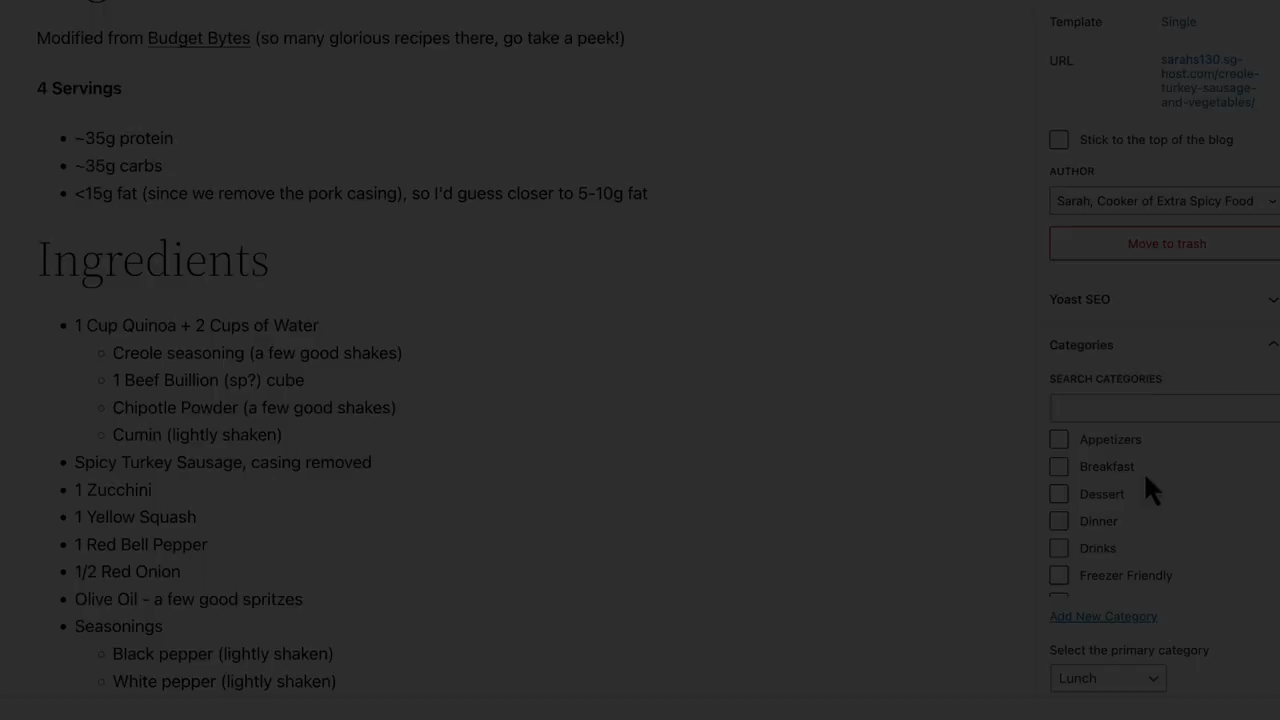 Modified from Budget Bytes (so many glorious recipes there, go take a peek!)
4 Servings
~35g protein
~35g carbs
<15g fat (since we remove the pork casing), so I'd guess closer to 5-10g fat
Ingredients
1 Cup Quinoa + 2 Cups of Water
Creole seasoning (a few good shakes)
1 Beef Buillion (sp?) cube
Chipotle Powder (a few good shakes)
Cumin (lightly shaken)
Spicy Turkey Sausage, casing removed
1 Zucchini
1 Yellow Squash
1 Red Bell Pepper
1/2 Red Onion
Olive Oil - a few good spritzes
Seasonings
Black pepper (lightly shaken)
White pepper (lightly shaken)
Template Single
URL sarahs130.sg-
host.com/creole-
turkey-sausage-
and-vegetables/
Stick to the top of the blog
AUTHOR
Sarah, Cooker of Extra Spicy Food
Move to trash
Yoast SEO
Categories
SEARCH CATEGORIES
Appetizers
Breakfast
Dessert
Dinner
Drinks
Freezer Friendly
Add New Category
Select the primary category
Lunch